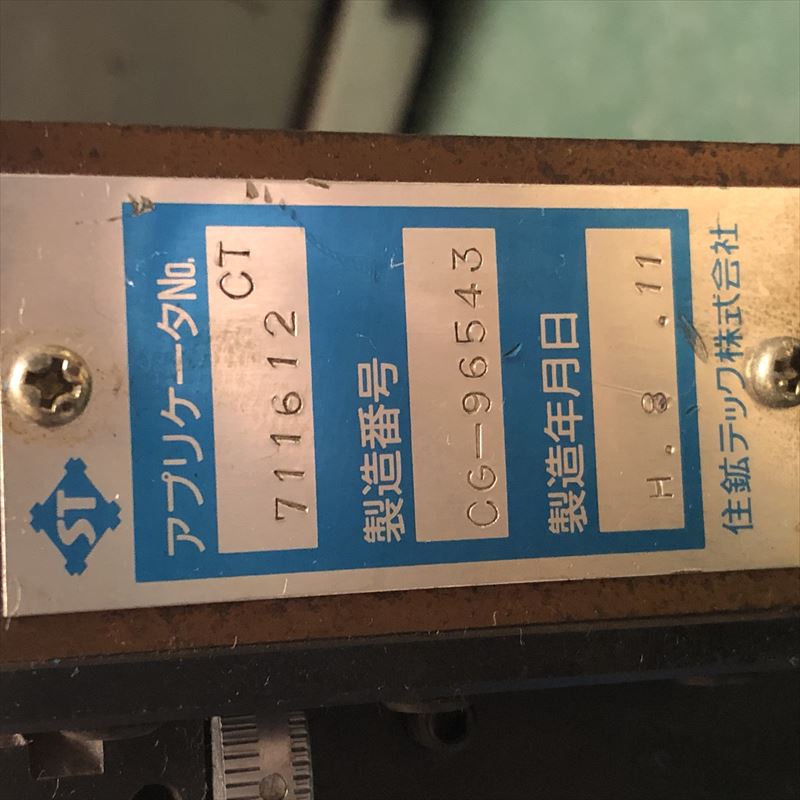 ST
アプリケータNo.
CT
711612
製造番号
CG-96543
製造年月日
H.8.11
住鉱テック株式会社